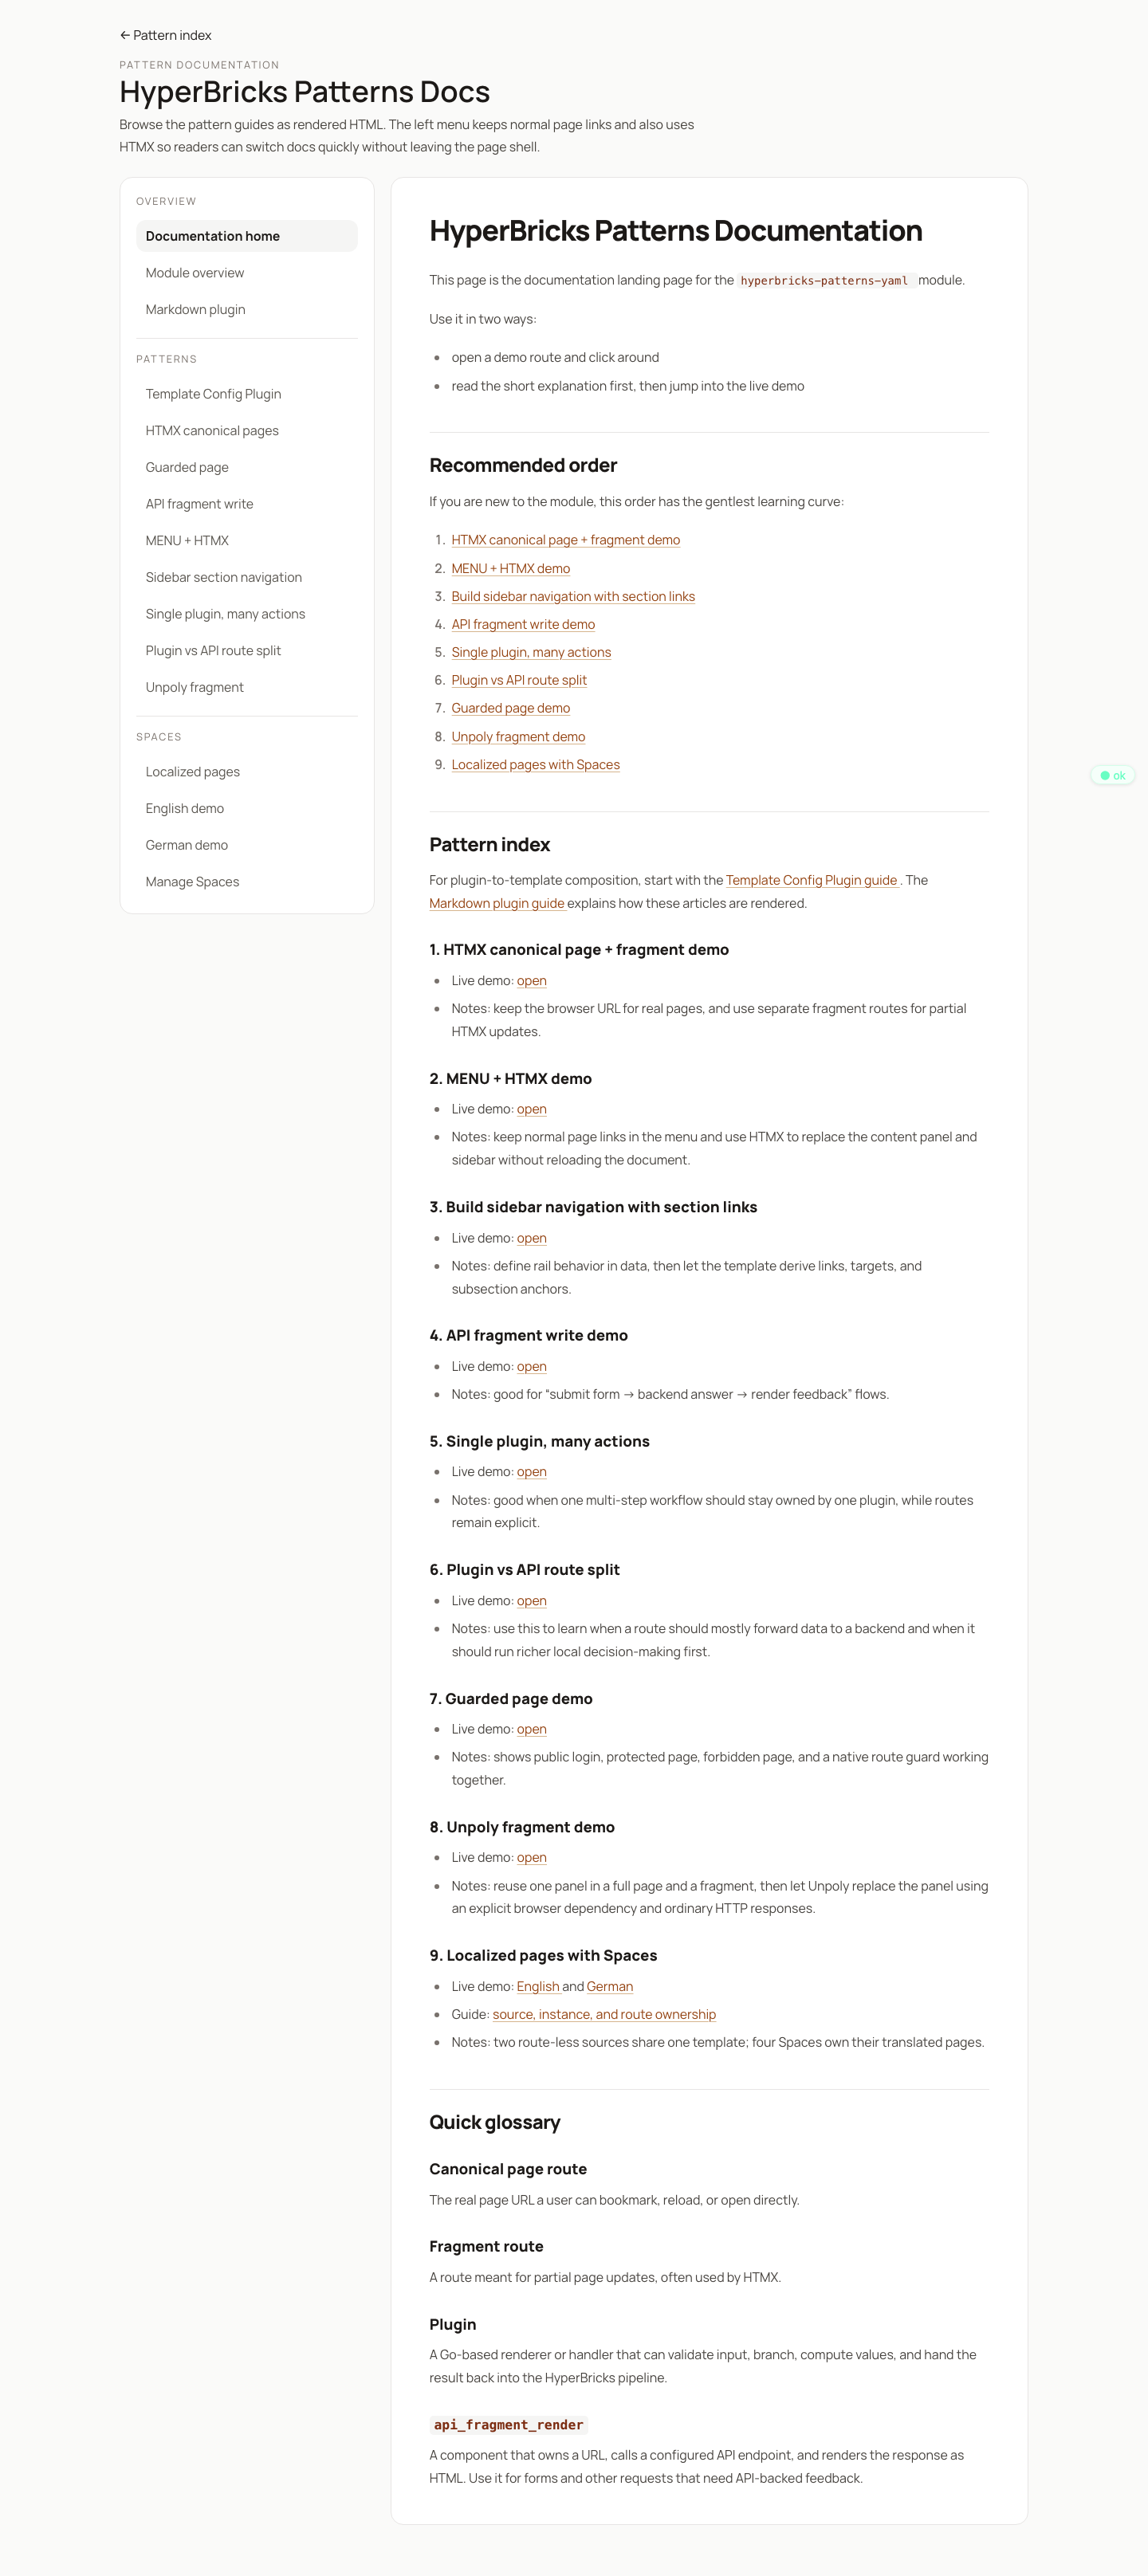 ← Pattern index
PATTERN DOCUMENTATION
HyperBricks Patterns Docs
Browse the pattern guides as rendered HTML. The left menu keeps normal page links and also uses
HTMX so readers can switch docs quickly without leaving the page shell.
OVERVIEW
Documentation home
Module overview
Markdown plugin
PATTERNS
Template Config Plugin
HTMX canonical pages
Guarded page
API fragment write
MENU + HTMX
Sidebar section navigation
Single plugin, many actions
Plugin vs API route split
Unpoly fragment
SPACES
Localized pages
English demo
German demo
Manage Spaces
HyperBricks Patterns Documentation
This page is the documentation landing page for the hyperbricks-patterns-yaml module.
Use it in two ways:
• open a demo route and click around
• read the short explanation first, then jump into the live demo
Recommended order
If you are new to the module, this order has the gentlest learning curve:
1. HTMX canonical page + fragment demo
2. MENU + HTMX demo
3. Build sidebar navigation with section links
4. API fragment write demo
5. Single plugin, many actions
6. Plugin vs API route split
7. Guarded page demo
8. Unpoly fragment demo
9. Localized pages with Spaces
ok
Pattern index
For plugin-to-template composition, start with the Template Config Plugin guide . The
Markdown plugin guide explains how these articles are rendered.
1. HTMX canonical page + fragment demo
• Live demo: open
• Notes: keep the browser URL for real pages, and use separate fragment routes for partial
HTMX updates.
2. MENU + HTMX demo
• Live demo: open
• Notes: keep normal page links in the menu and use HTMX to replace the content panel and
sidebar without reloading the document.
3. Build sidebar navigation with section links
• Live demo: open
• Notes: define rail behavior in data, then let the template derive links, targets, and
subsection anchors.
4. API fragment write demo
• Live demo: open
• Notes: good for “submit form → backend answer → render feedback” flows.
5. Single plugin, many actions
• Live demo: open
• Notes: good when one multi-step workflow should stay owned by one plugin, while routes
remain explicit.
6. Plugin vs API route split
• Live demo: open
• Notes: use this to learn when a route should mostly forward data to a backend and when it
should run richer local decision-making first.
7. Guarded page demo
• Live demo: open
• Notes: shows public login, protected page, forbidden page, and a native route guard working
together.
8. Unpoly fragment demo
• Live demo: open
• Notes: reuse one panel in a full page and a fragment, then let Unpoly replace the panel using
an explicit browser dependency and ordinary HTTP responses.
9. Localized pages with Spaces
• Live demo: English and German
• Guide: source, instance, and route ownership
• Notes: two route-less sources share one template; four Spaces own their translated pages.
Quick glossary
Canonical page route
The real page URL a user can bookmark, reload, or open directly.
Fragment route
A route meant for partial page updates, often used by HTMX.
Plugin
A Go-based renderer or handler that can validate input, branch, compute values, and hand the
result back into the HyperBricks pipeline.
api_fragment_render
A component that owns a URL, calls a configured API endpoint, and renders the response as
HTML. Use it for forms and other requests that need API-backed feedback.